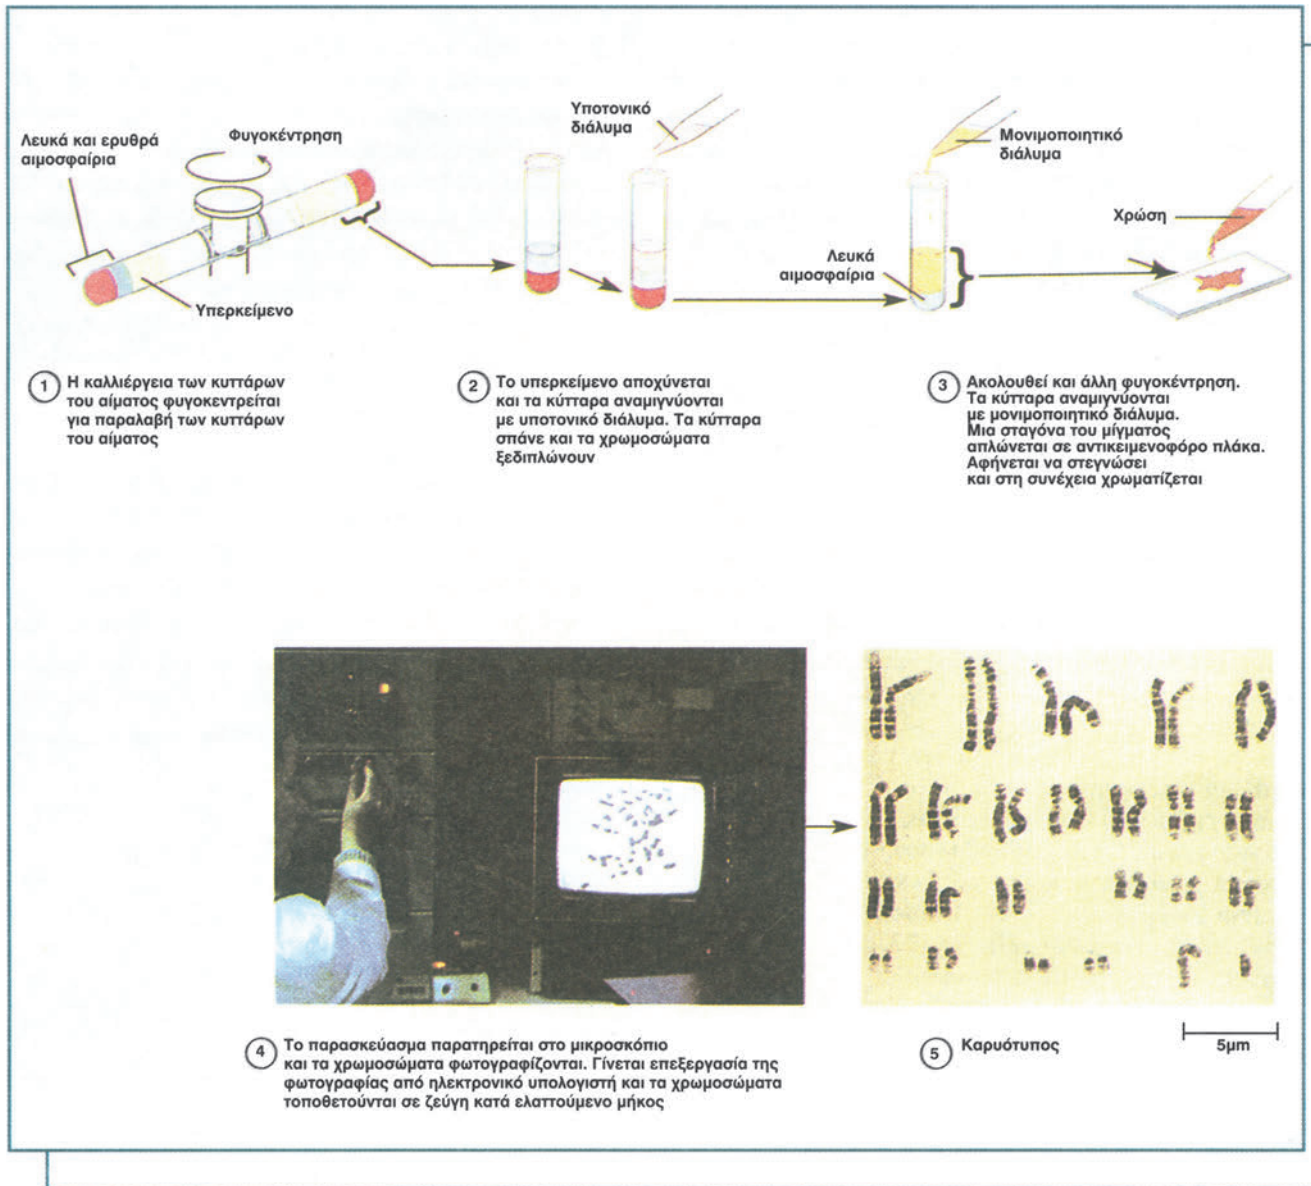 Λευκά και ερυθρά
αιμοσφαίρια
Φυγοκέντρηση
Υπερκείμενο
Υποτονικό
διάλυμα
Μονιμοποιητικό
διάλυμα
Λευκά
αιμοσφαίρια
Χρώση
1 Η καλλιέργεια των κυττάρων
του αίματος φυγοκεντρείται
για παραλαβή των κυττάρων
του αίματος
2 Το υπερκείμενο αποχύνεται
και τα κύτταρα αναμιγνύονται
με υποτονικό διάλυμα. Τα κύτταρα
σπάνε και τα χρωμοσώματα
ξεδιπλώνουν
3 Ακολουθεί και άλλη φυγοκέντρηση.
Τα κύτταρα αναμιγνύονται
με μονιμοποιητικό διάλυμα.
Μια σταγόνα του μίγματος
απλώνεται σε αντικειμενοφόρο πλάκα.
Αφήνεται να στεγνώσει
και στη συνέχεια χρωματίζεται
4 Το παρασκεύασμα παρατηρείται στο μικροσκόπιο
και τα χρωμοσώματα φωτογραφίζονται. Γίνεται επεξεργασία της
φωτογραφίας από ηλεκτρονικό υπολογιστή και τα χρωμοσώματα
τοποθετούνται σε ζεύγη κατά ελαττούμενο μήκος
5 Καρυότυπος
5μm